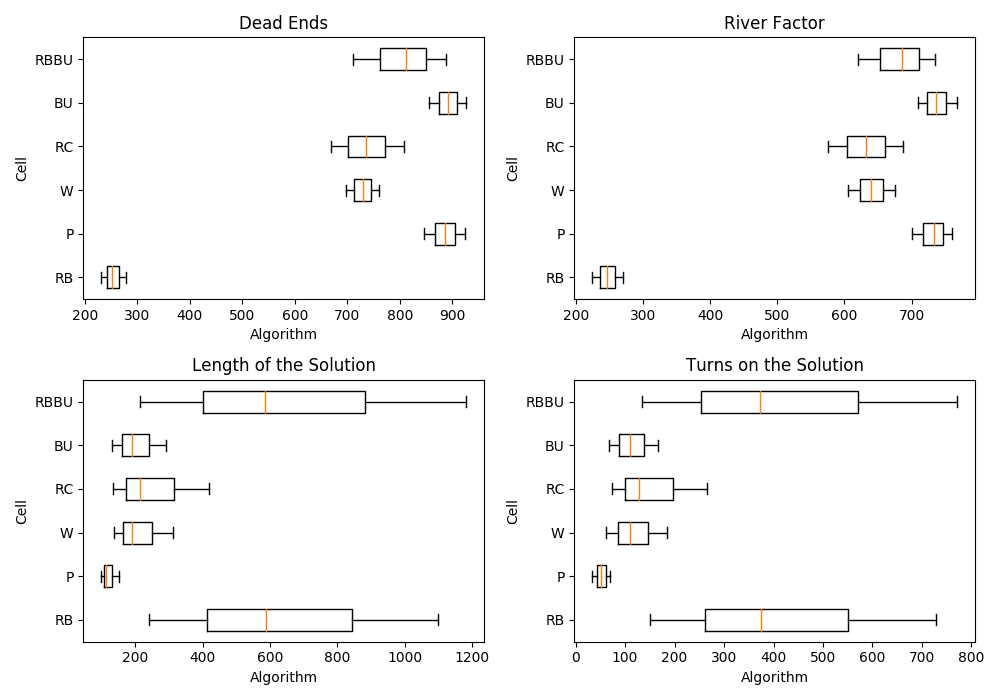 Dead Ends
RBBU
BU
RC
W
P
RB
Cell
200 300 400 500 600 700 800 900
Algorithm
River Factor
RBBU
BU
RC
W
P
RB
Cell
200 300 400 500 600 700
Algorithm
Length of the Solution
RBBU
BU
RC
W
P
RB
Cell
200 400 600 800 1000 1200
Algorithm
Turns on the Solution
RBBU
BU
RC
W
P
RB
Cell
0 100 200 300 400 500 600 700 800
Algorithm